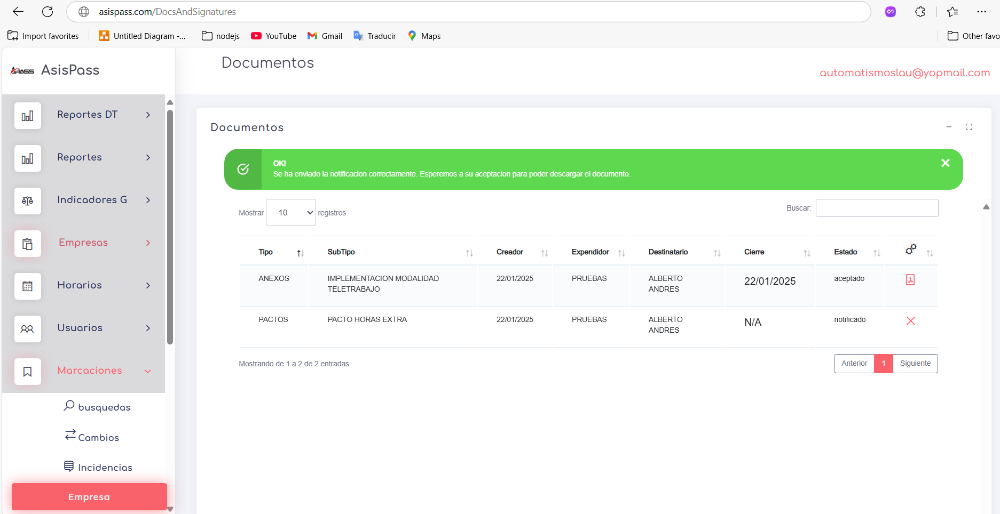 asispass.com/DocsAndSignatures
Import favorites
Untitled Diagram -...
nodejs
YouTube
Gmail
Traducir
Maps
Other favo
APASS AsisPass
Documentos
automatismoslau@yopmail.com
Reportes DT
Reportes
Indicadores G
Empresas
Horarios
Usuarios
Marcaciones
busquedas
Cambios
Incidencias
Empresa
Documentos
OK!
Se ha enviado la notificacion correctamente. Esperemos a su aceptacion para poder descargar el documento.
Mostrar 10 registros
Buscar:
Tipo SubTipo Creador Expendidor Destinatario Cierre Estado
ANEXOS IMPLEMENTACION MODALIDAD TELETRABAJO 22/01/2025 PRUEBAS ALBERTO ANDRES 22/01/2025 aceptado
PACTOS PACTO HORAS EXTRA 22/01/2025 PRUEBAS ALBERTO ANDRES N/A notificado
Mostrando de 1 a 2 de 2 entradas
Anterior 1 Siguiente